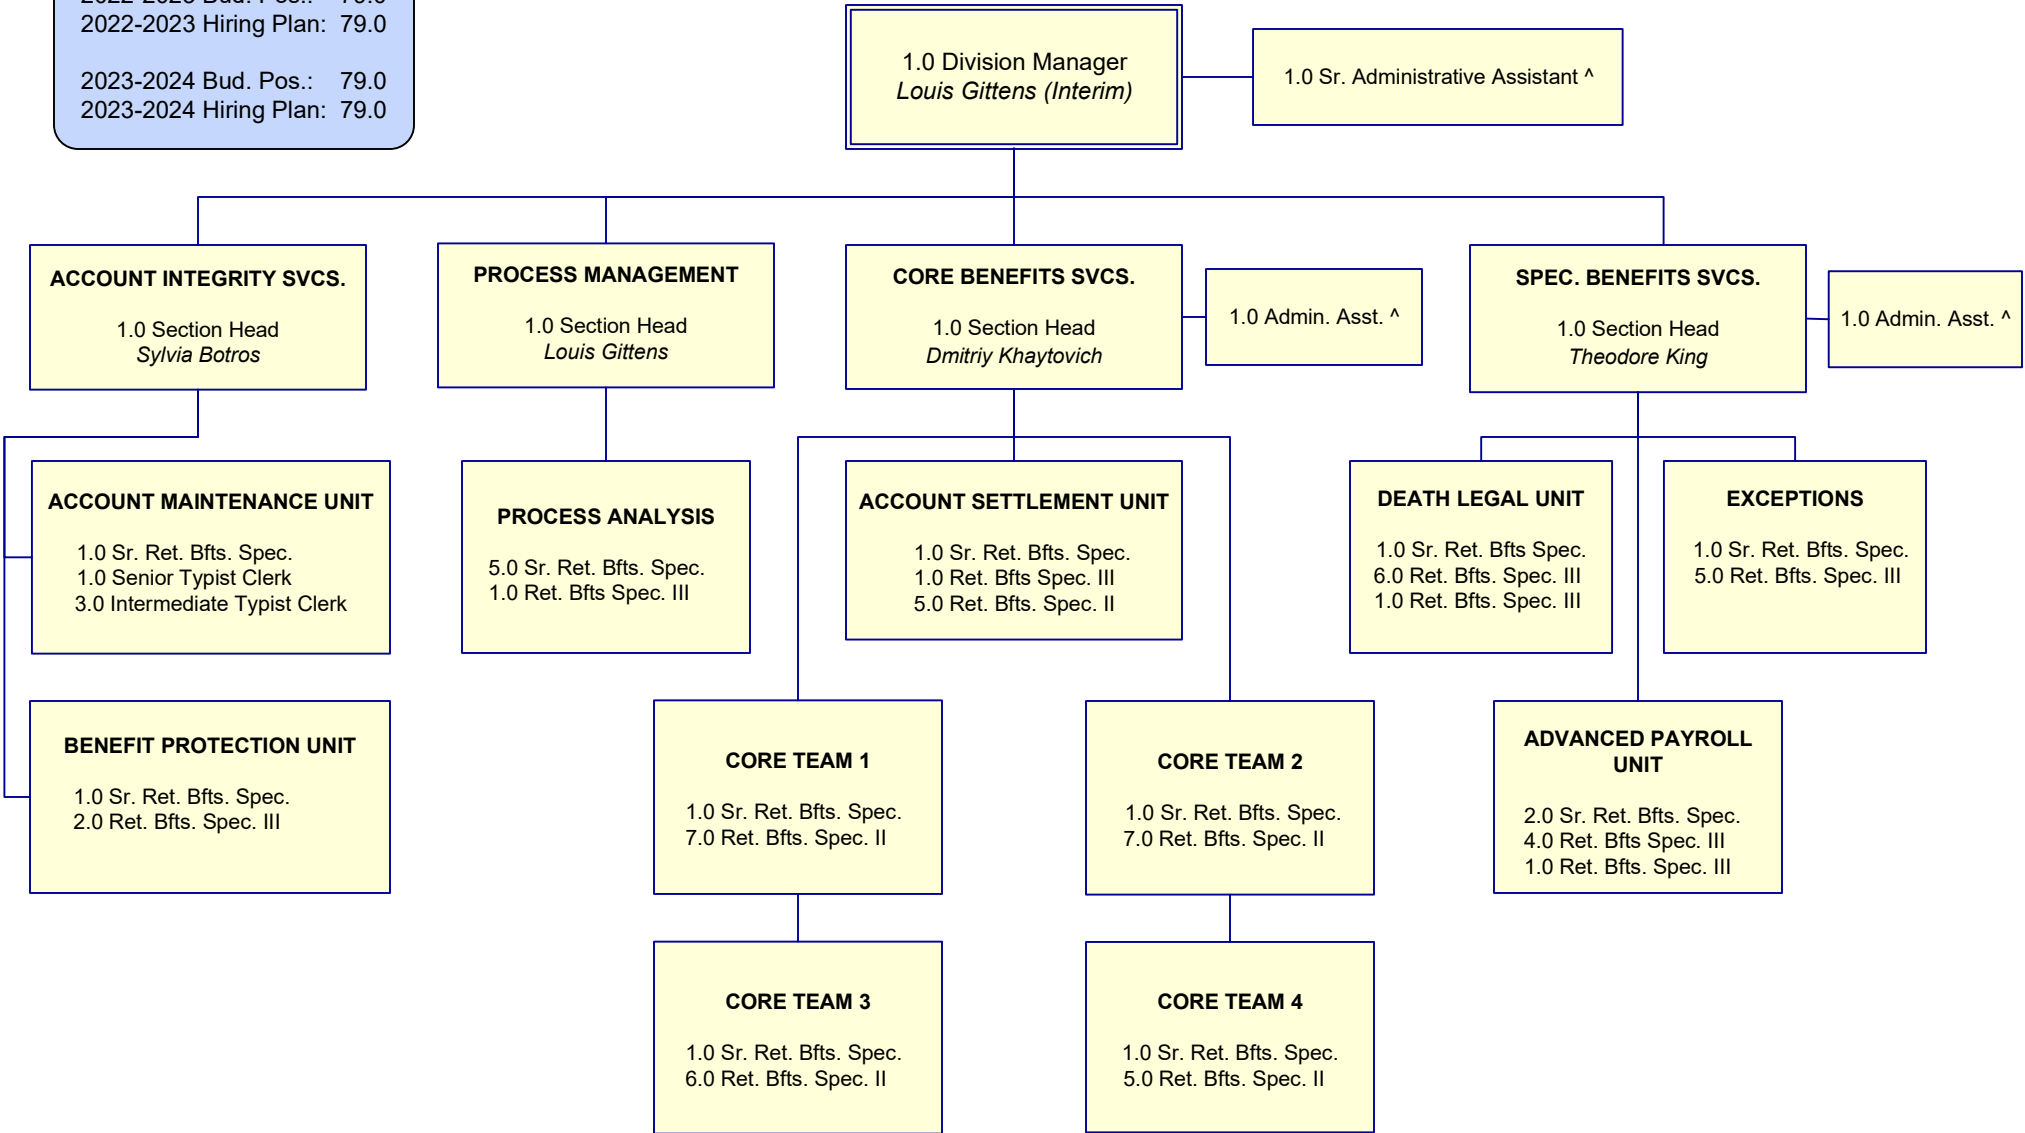 2022-2023 Hiring Plan: 79.0
2023-2024 Bud. Pos.: 79.0
2023-2024 Hiring Plan: 79.0
1.0 Division Manager
Louis Gittens (Interim)
1.0 Sr. Administrative Assistant ^
ACCOUNT INTEGRITY SVCS.
1.0 Section Head
Sylvia Botros
PROCESS MANAGEMENT
1.0 Section Head
Louis Gittens
CORE BENEFITS SVCS.
1.0 Section Head
Dmitriy Khaytovich
1.0 Admin. Asst. ^
SPEC. BENEFITS SVCS.
1.0 Section Head
Theodore King
1.0 Admin. Asst. ^
ACCOUNT MAINTENANCE UNIT
1.0 Sr. Ret. Bfts. Spec.
1.0 Senior Typist Clerk
3.0 Intermediate Typist Clerk
PROCESS ANALYSIS
5.0 Sr. Ret. Bfts. Spec.
1.0 Ret. Bfts Spec. III
ACCOUNT SETTLEMENT UNIT
1.0 Sr. Ret. Bfts. Spec.
1.0 Ret. Bfts Spec. III
5.0 Ret. Bfts. Spec. II
DEATH LEGAL UNIT
1.0 Sr. Ret. Bfts Spec.
6.0 Ret. Bfts. Spec. III
1.0 Ret. Bfts. Spec. III
EXCEPTIONS
1.0 Sr. Ret. Bfts. Spec.
5.0 Ret. Bfts. Spec. III
BENEFIT PROTECTION UNIT
1.0 Sr. Ret. Bfts. Spec.
2.0 Ret. Bfts. Spec. III
CORE TEAM 1
1.0 Sr. Ret. Bfts. Spec.
7.0 Ret. Bfts. Spec. II
CORE TEAM 2
1.0 Sr. Ret. Bfts. Spec.
7.0 Ret. Bfts. Spec. II
ADVANCED PAYROLL
UNIT
2.0 Sr. Ret. Bfts. Spec.
4.0 Ret. Bfts Spec. III
1.0 Ret. Bfts. Spec. III
CORE TEAM 3
1.0 Sr. Ret. Bfts. Spec.
6.0 Ret. Bfts. Spec. II
CORE TEAM 4
1.0 Sr. Ret. Bfts. Spec.
5.0 Ret. Bfts. Spec. II